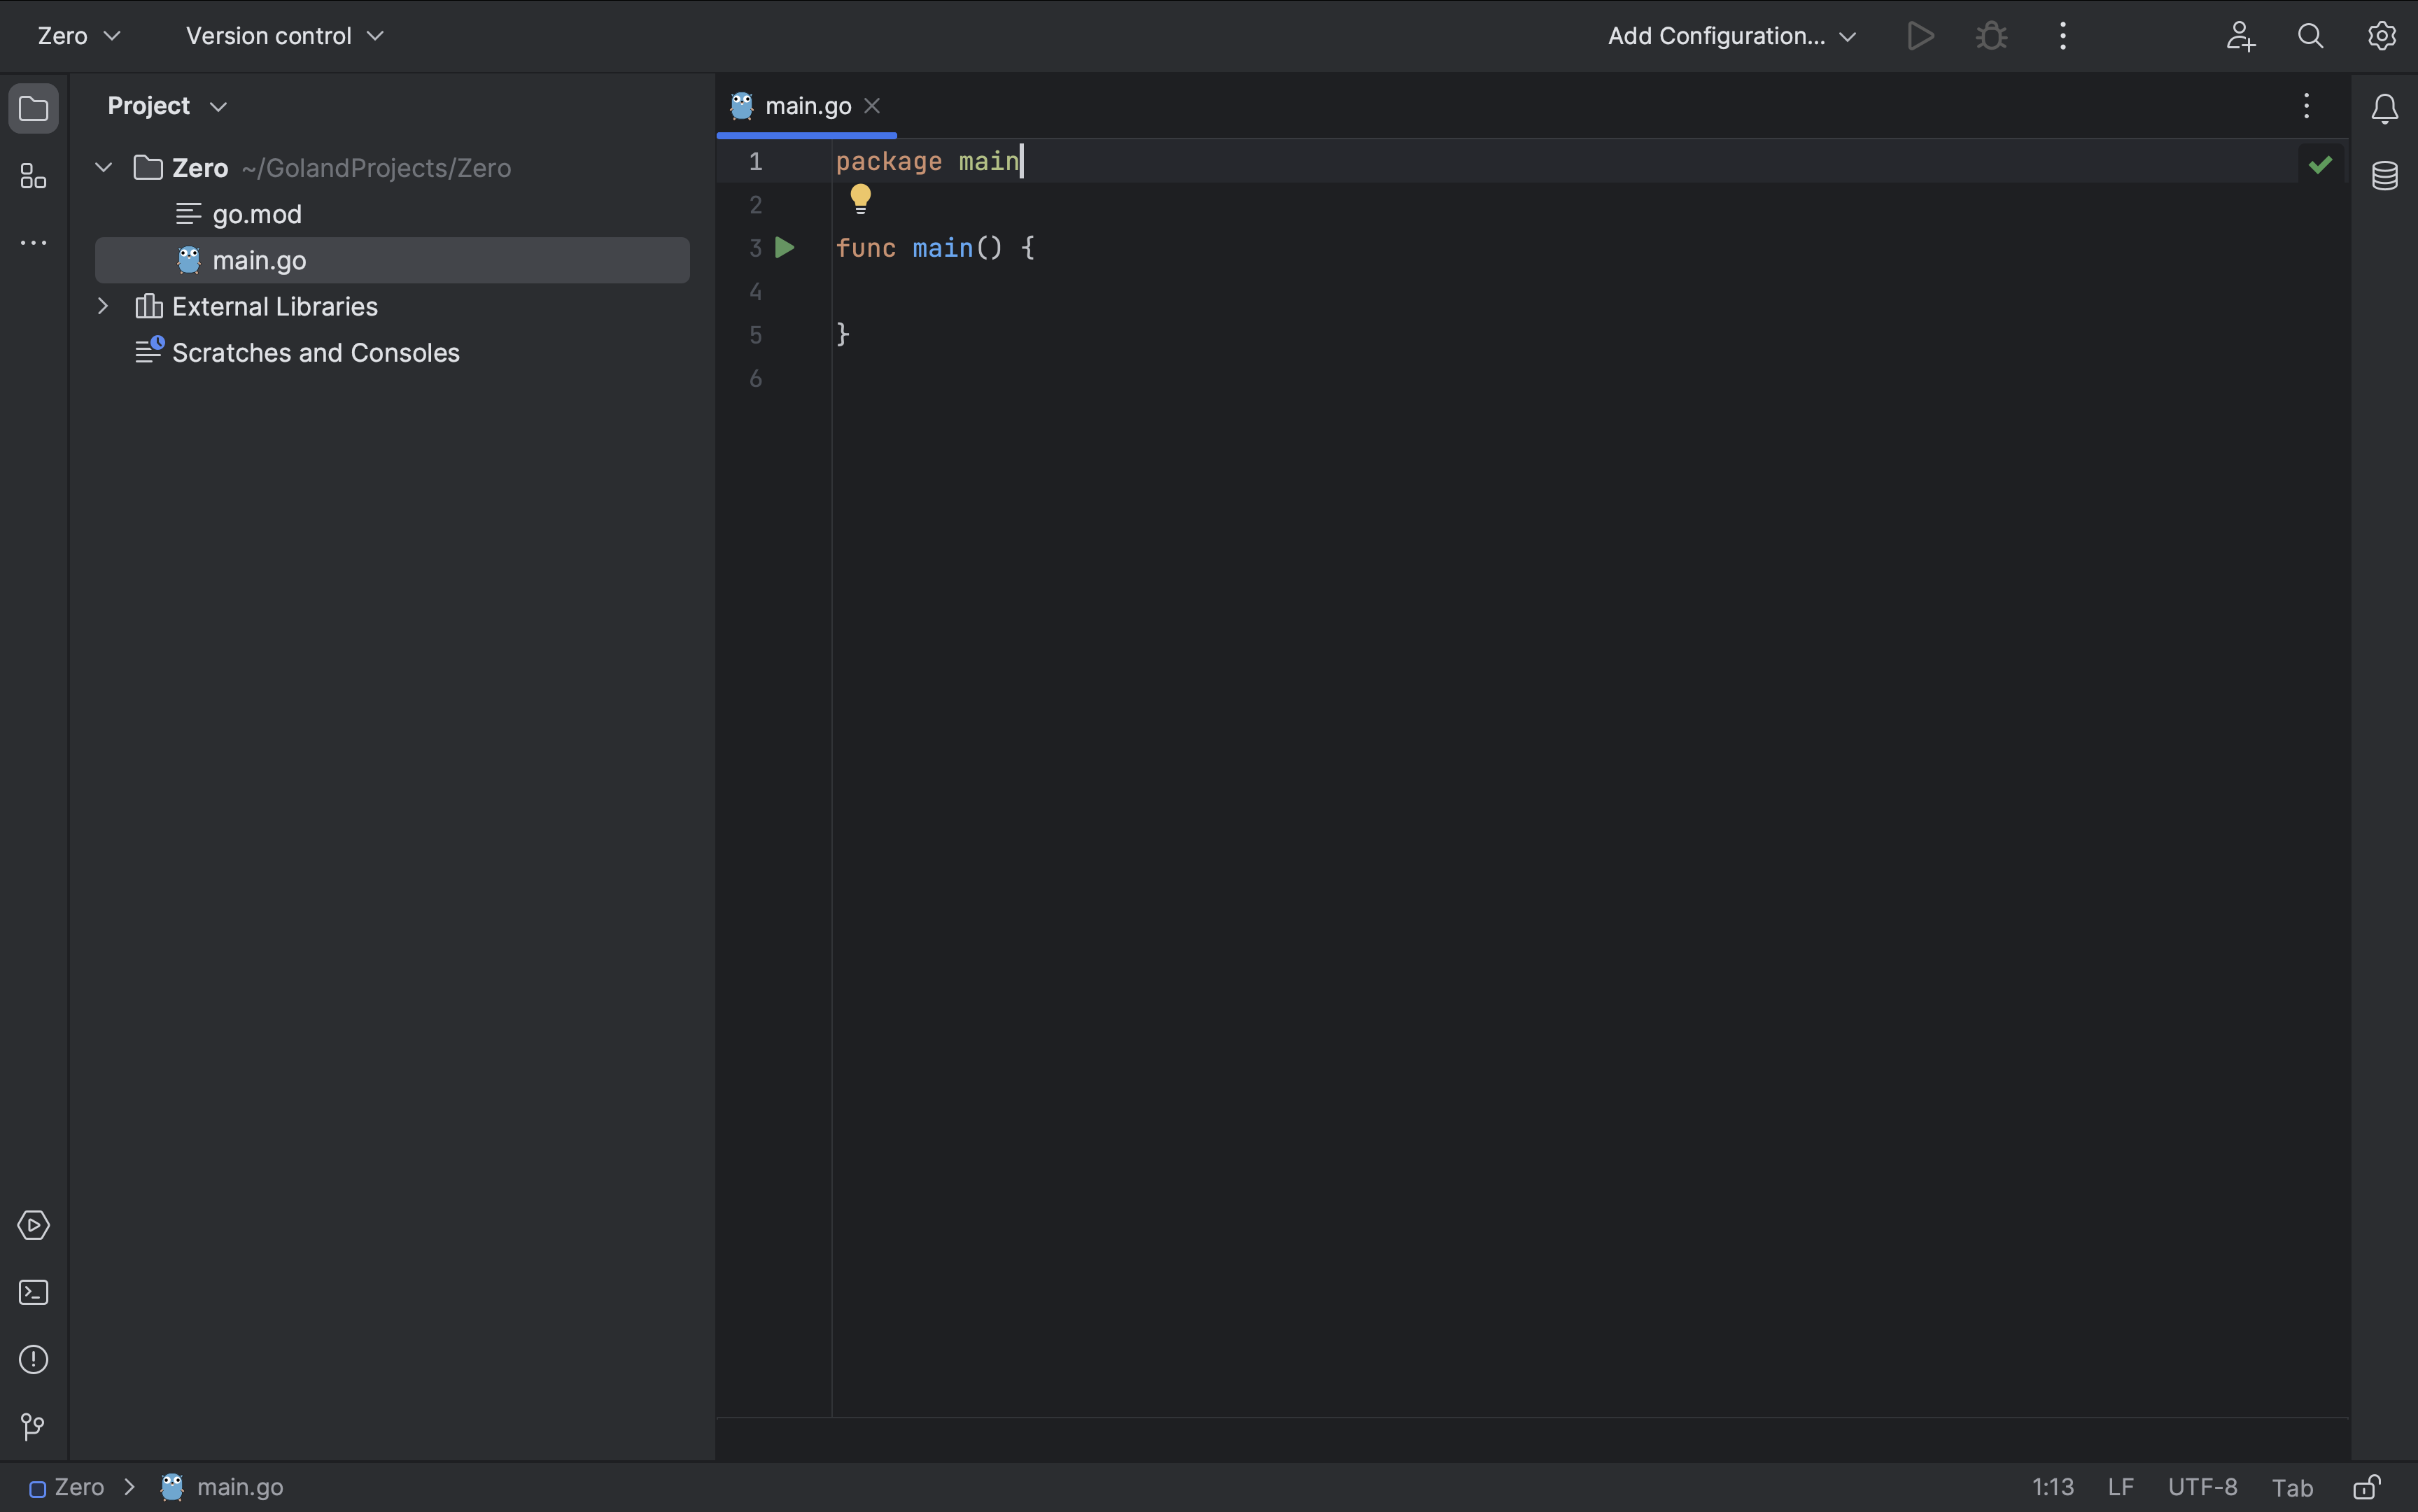 Zero Version control Add Configuration...
Project
main.go
Zero ~/GolandProjects/Zero
go.mod
main.go
External Libraries
Scratches and Consoles
1 package main
2
3 func main() {
4
5 }
6
Zero main.go 1:13 LF UTF-8 Tab